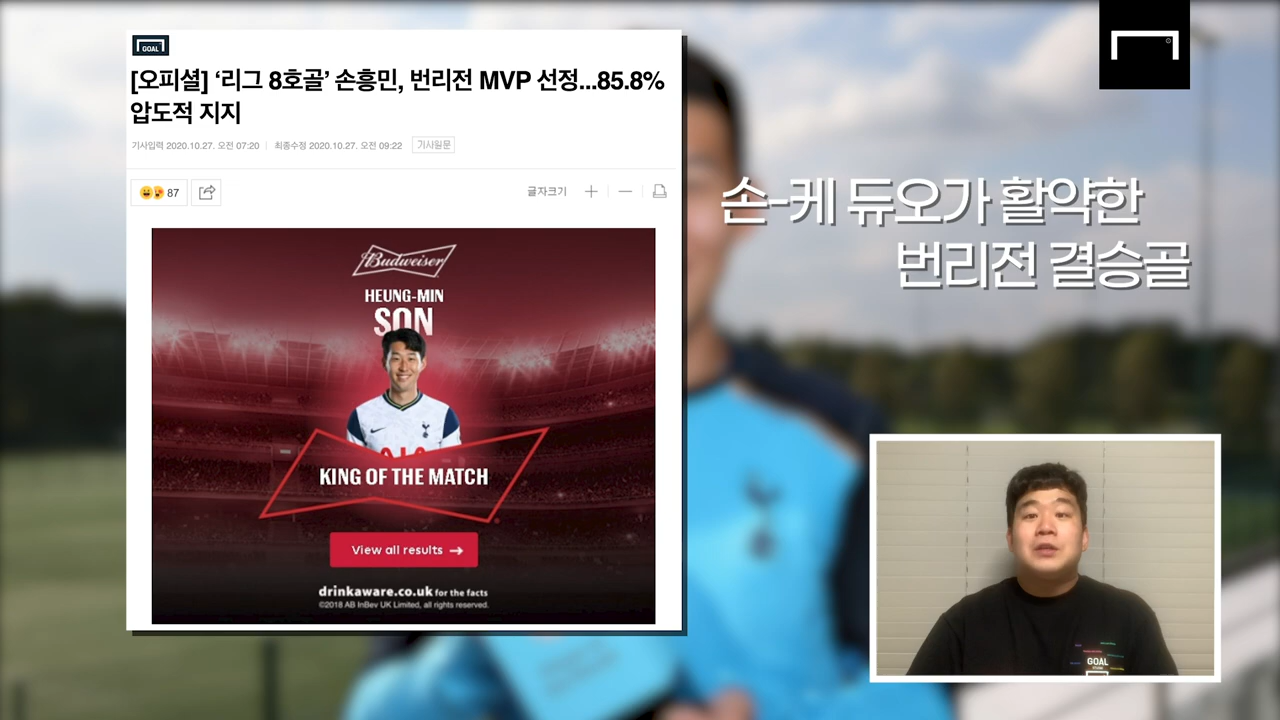 GOAL
[오피셜] ‘리그 8호골’ 손흥민, 번리전 MVP 선정...85.8%
압도적 지지
기사입력 2020.10.27. 오전 07:20 최종수정 2020.10.27. 오전 09:22 기사원문
87
글자크기
손-케 듀오가 활약한
번리전 결승골
Budweiser
HEUNG-MIN
SON
AIA
KING OF THE MATCH
View all results →
drinkaware.co.uk for the facts
©2018 AB InBev UK Limited, all rights reserved.
GOAL